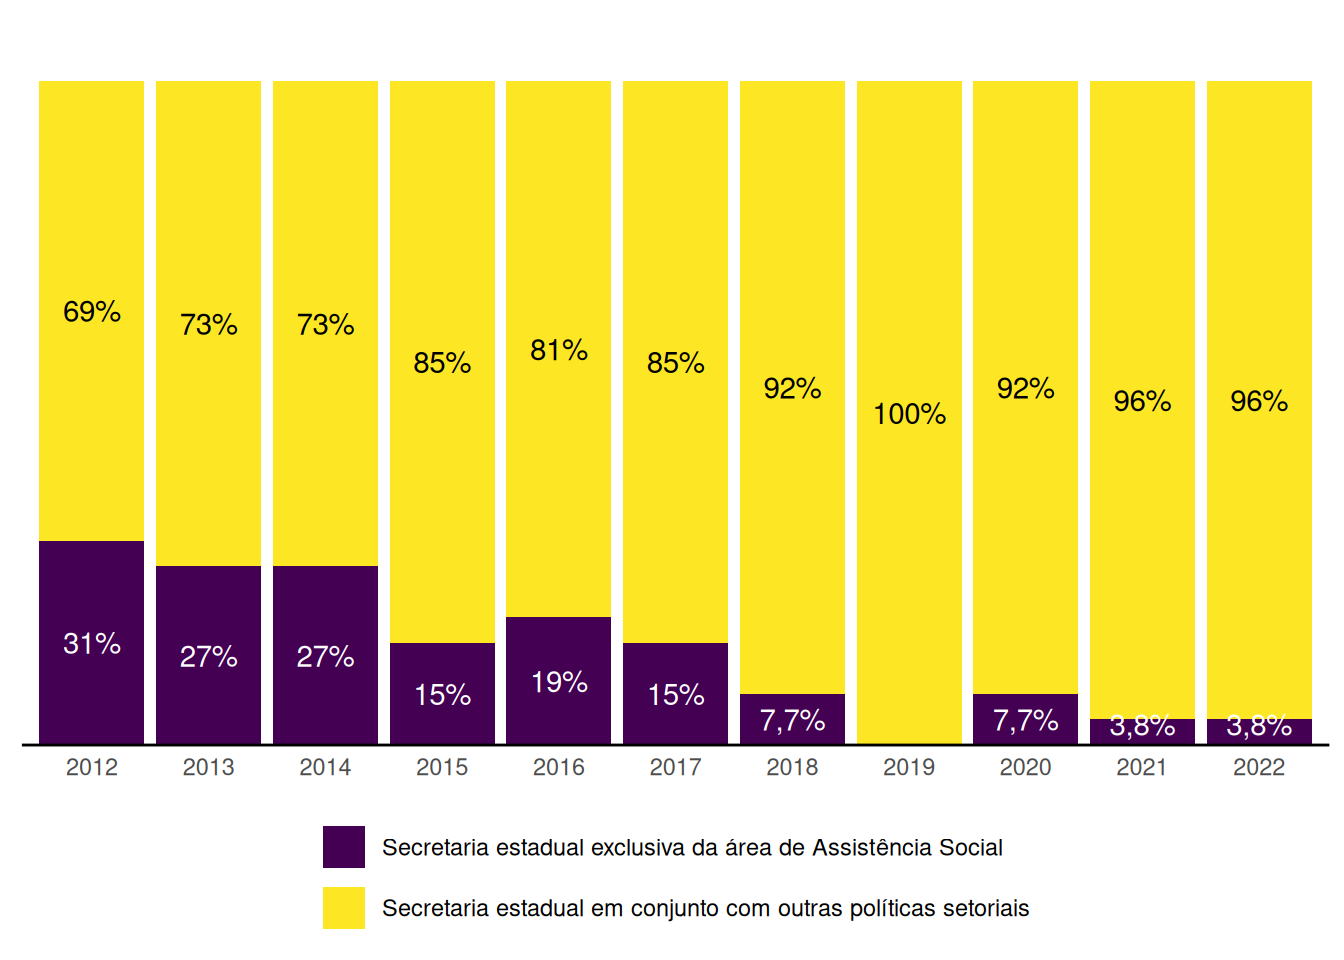 69% 73% 73% 85% 81% 85% 92% 100% 92% 96% 96%
31% 27% 27% 15% 19% 15% 7,7% 7,7% 3,8% 3,8%
2012 2013 2014 2015 2016 2017 2018 2019 2020 2021 2022
Secretaria estadual exclusiva da área de Assistência Social
Secretaria estadual em conjunto com outras políticas setoriais